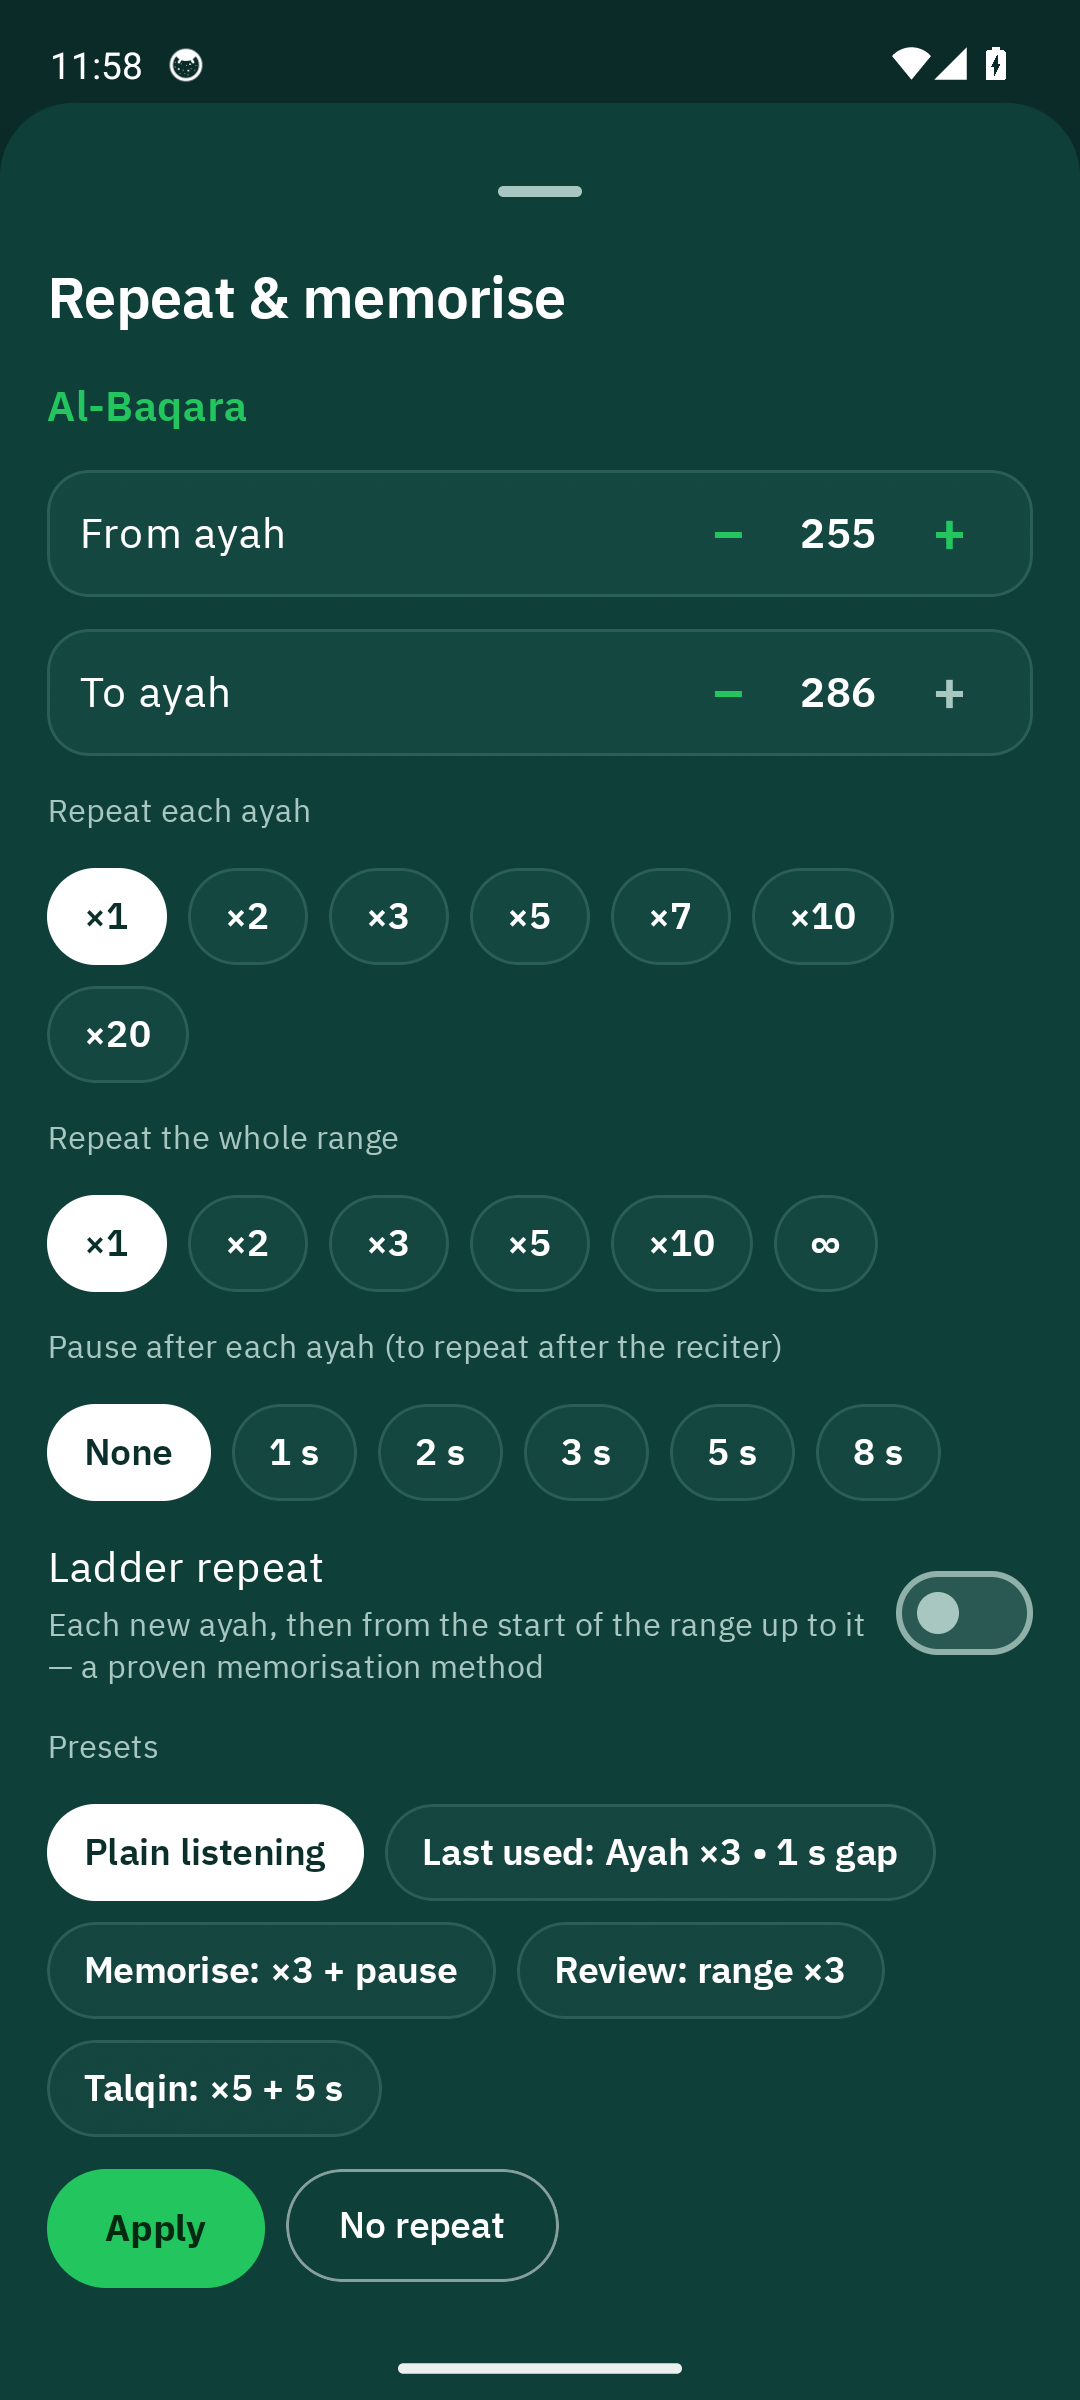 11:58
Repeat & memorise
Al-Baqara
From ayah − 255 +
To ayah − 286 +
Repeat each ayah
×1 ×2 ×3 ×5 ×7 ×10
×20
Repeat the whole range
×1 ×2 ×3 ×5 ×10 ∞
Pause after each ayah (to repeat after the reciter)
None 1 s 2 s 3 s 5 s 8 s
Ladder repeat
Each new ayah, then from the start of the range up to it
— a proven memorisation method
Presets
Plain listening Last used: Ayah ×3 • 1 s gap
Memorise: ×3 + pause Review: range ×3
Talqin: ×5 + 5 s
Apply No repeat